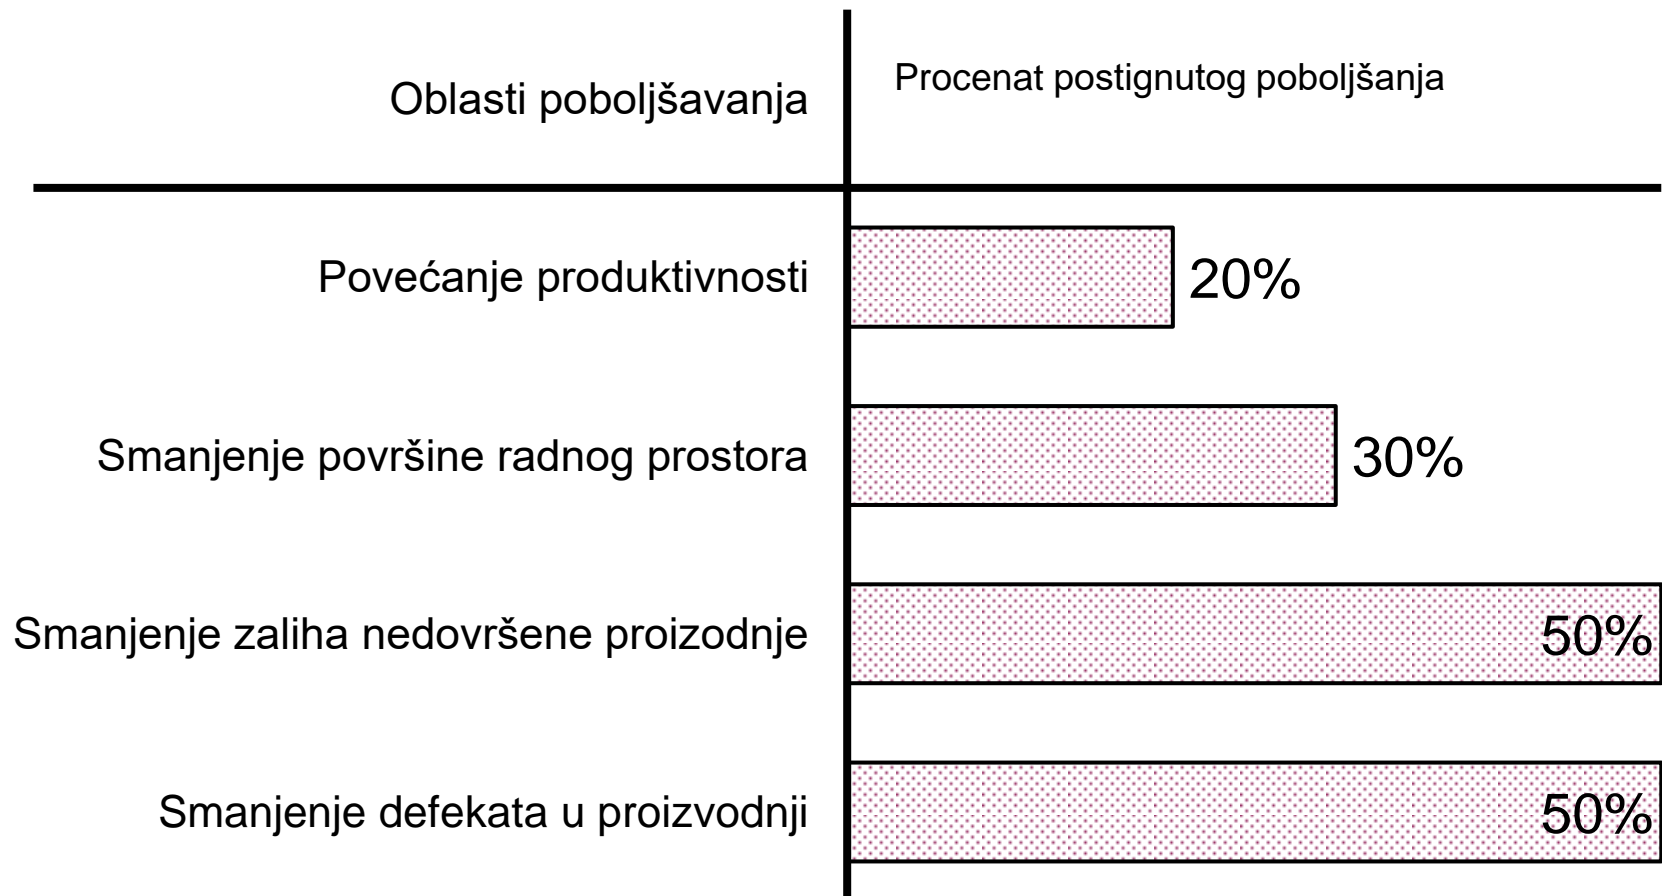 Oblasti poboljšavanja
Procenat postignutog poboljšanja
Povećanje produktivnosti
20%
Smanjenje površine radnog prostora
30%
Smanjenje zaliha nedovršene proizodnje
50%
Smanjenje defekata u proizvodnji
50%